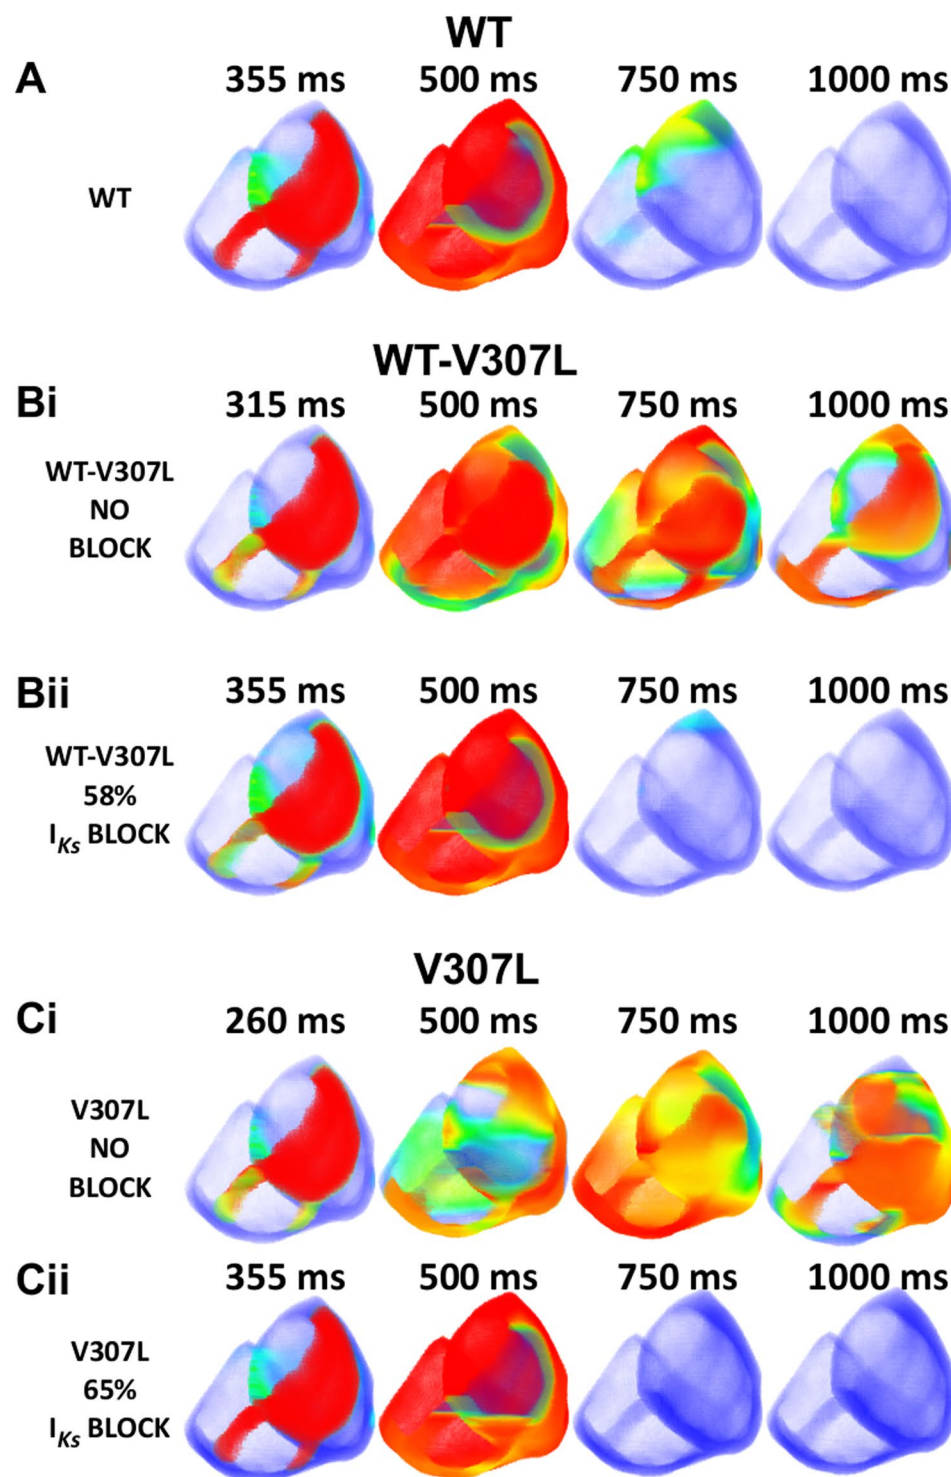 WT
A
355 ms 500 ms 750 ms 1000 ms
WT
WT-V307L
Bi
315 ms 500 ms 750 ms 1000 ms
WT-V307L
NO
BLOCK
Bii
355 ms 500 ms 750 ms 1000 ms
WT-V307L
58%
IKs BLOCK
V307L
Ci
260 ms 500 ms 750 ms 1000 ms
V307L
NO
BLOCK
Cii
355 ms 500 ms 750 ms 1000 ms
V307L
65%
IKs BLOCK